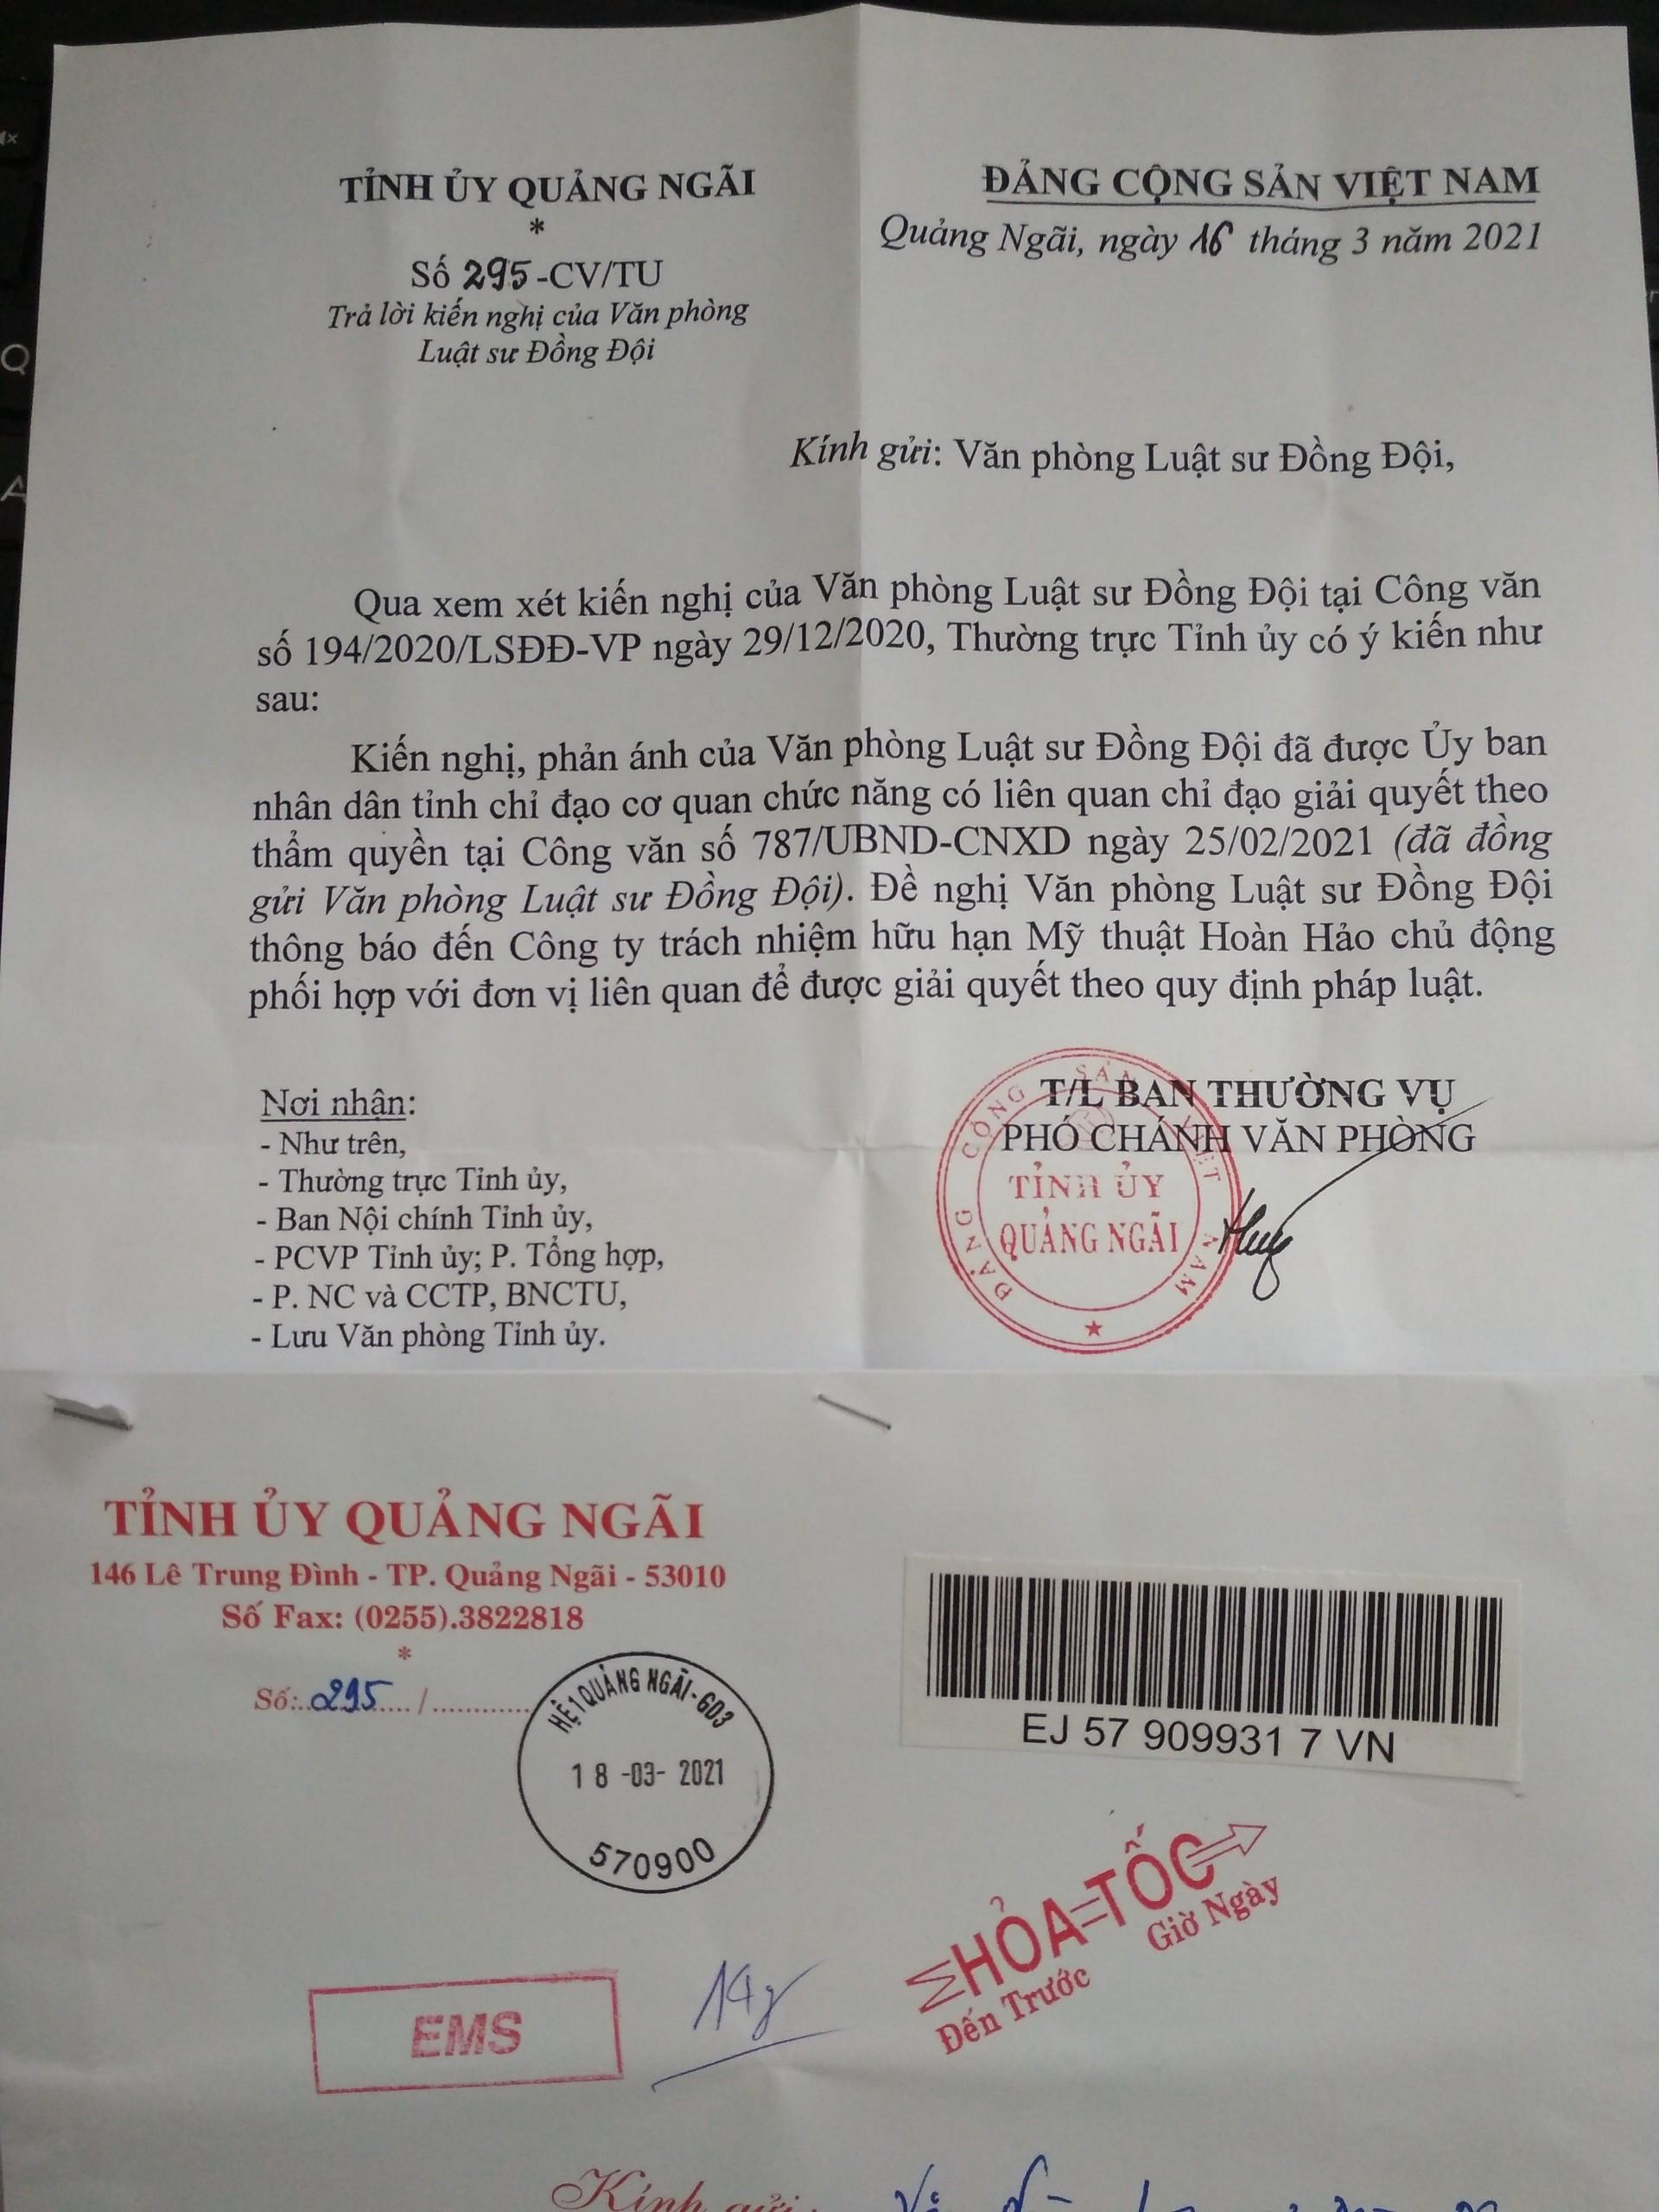 TỈNH ỦY QUẢNG NGÃI
*
Số 295-CV/TU
Trả lời kiến nghị của Văn phòng
Luật sư Đồng Đội
ĐẢNG CỘNG SẢN VIỆT NAM
Quảng Ngãi, ngày 16 tháng 3 năm 2021
Kính gửi: Văn phòng Luật sư Đồng Đội,
Qua xem xét kiến nghị của Văn phòng Luật sư Đồng Đội tại Công văn
số 194/2020/LSĐĐ-VP ngày 29/12/2020, Thường trực Tỉnh ủy có ý kiến như
sau:
Kiến nghị, phản ánh của Văn phòng Luật sư Đồng Đội đã được Ủy ban
nhân dân tỉnh chỉ đạo cơ quan chức năng có liên quan chỉ đạo giải quyết theo
thẩm quyền tại Công văn số 787/UBND-CNXD ngày 25/02/2021 (đã đồng
gửi Văn phòng Luật sư Đồng Đội). Đề nghị Văn phòng Luật sư Đồng Đội
thông báo đến Công ty trách nhiệm hữu hạn Mỹ thuật Hoàn Hảo chủ động
phối hợp với đơn vị liên quan để được giải quyết theo quy định pháp luật.
Nơi nhận:
- Như trên,
- Thường trực Tỉnh ủy,
- Ban Nội chính Tỉnh ủy,
- PCVP Tỉnh ủy; P. Tổng hợp,
- P. NC và CCTP, BNCTU,
- Lưu Văn phòng Tỉnh ủy.
T/L BAN THƯỜNG VỤ
PHÓ CHÁNH VĂN PHÒNG
ĐẢNG CỘNG SẢN VIỆT NAM
TỈNH ỦY
QUẢNG NGÃI
TỈNH ỦY QUẢNG NGÃI
146 Lê Trung Đình - TP. Quảng Ngãi - 53010
Số Fax: (0255).3822818
*
Số:..295..../.............
HỆ 1 QUẢNG NGÃI-GD3
18 -03- 2021
570900
EJ 57 909931 7 VN
HỎA TỐC
Đến Trước Giờ Ngày
EMS
Kính gửi: